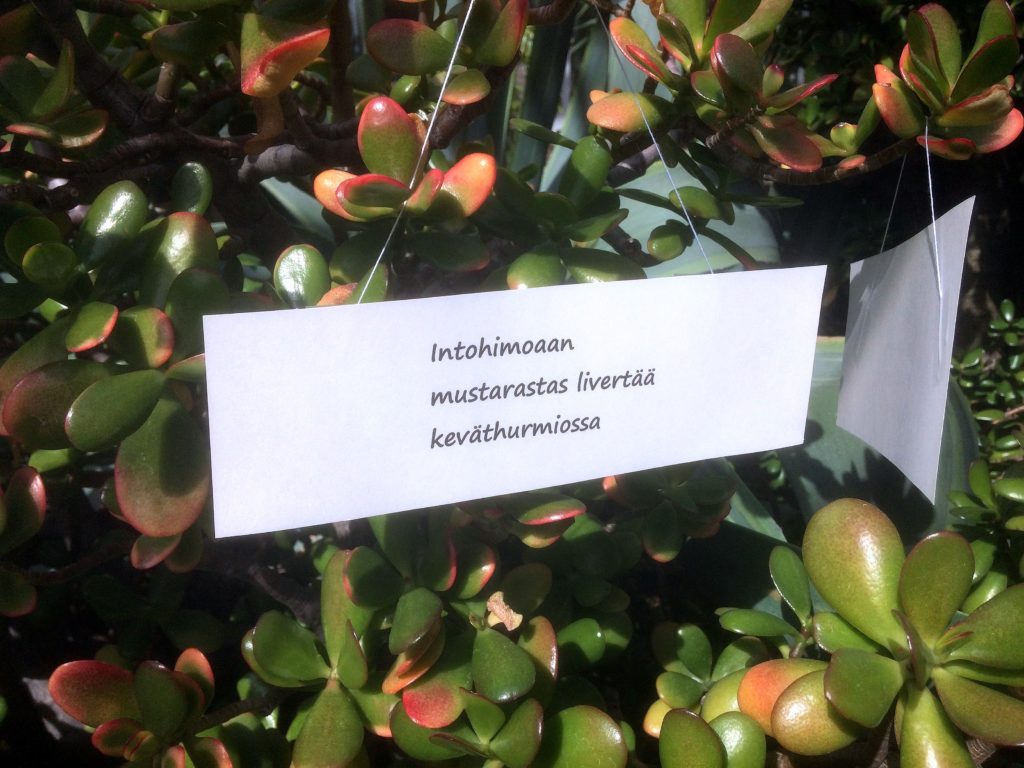 Intohimoaan
mustarastas livertää
keväthurmiossa